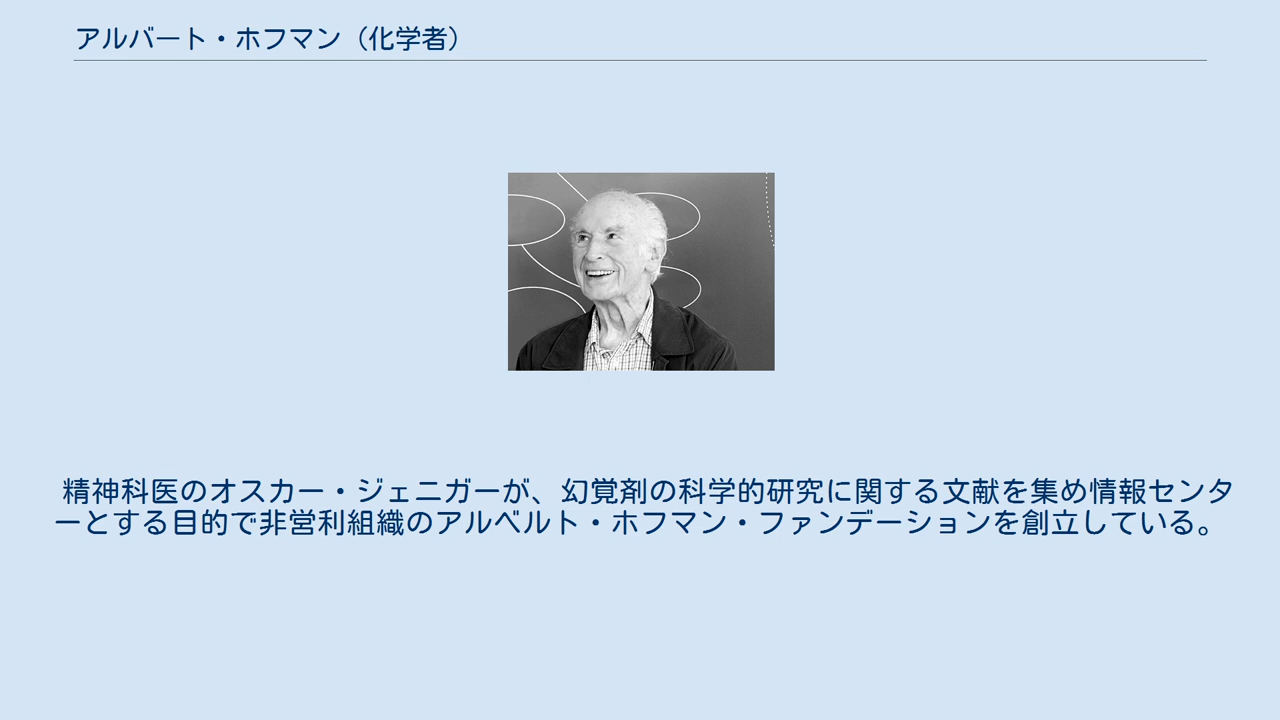 アルバート・ホフマン（化学者）
精神科医のオスカー・ジェニガーが、幻覚剤の科学的研究に関する文献を集め情報センタ
ーとする目的で非営利組織のアルベルト・ホフマン・ファンデーションを創立している。